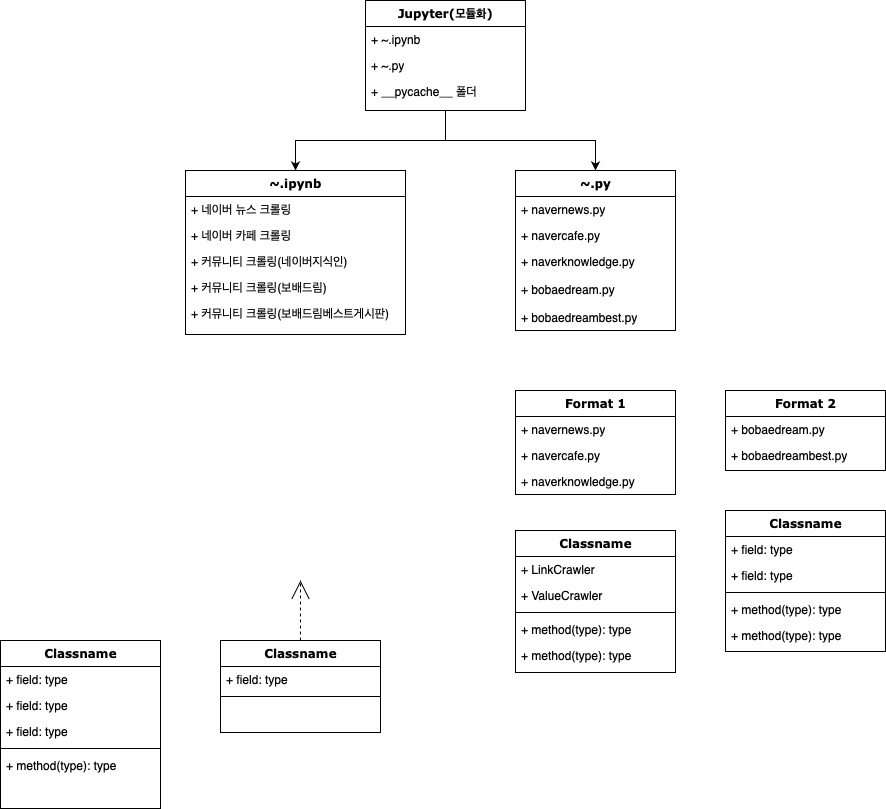 Jupyter(모듈화)
+ ~.ipynb
+ ~.py
+ __pycache__ 폴더
~.ipynb
+ 네이버 뉴스 크롤링
+ 네이버 카페 크롤링
+ 커뮤니티 크롤링(네이버지식인)
+ 커뮤니티 크롤링(보배드림)
+ 커뮤니티 크롤링(보배드림베스트게시판)
~.py
+ navernews.py
+ navercafe.py
+ naverknowledge.py
+ bobaedream.py
+ bobaedreambest.py
Format 1
+ navernews.py
+ navercafe.py
+ naverknowledge.py
Format 2
+ bobaedream.py
+ bobaedreambest.py
Classname
+ LinkCrawler
+ ValueCrawler
+ method(type): type
+ method(type): type
Classname
+ field: type
+ field: type
+ method(type): type
+ method(type): type
Classname
+ field: type
+ field: type
+ field: type
+ method(type): type
Classname
+ field: type